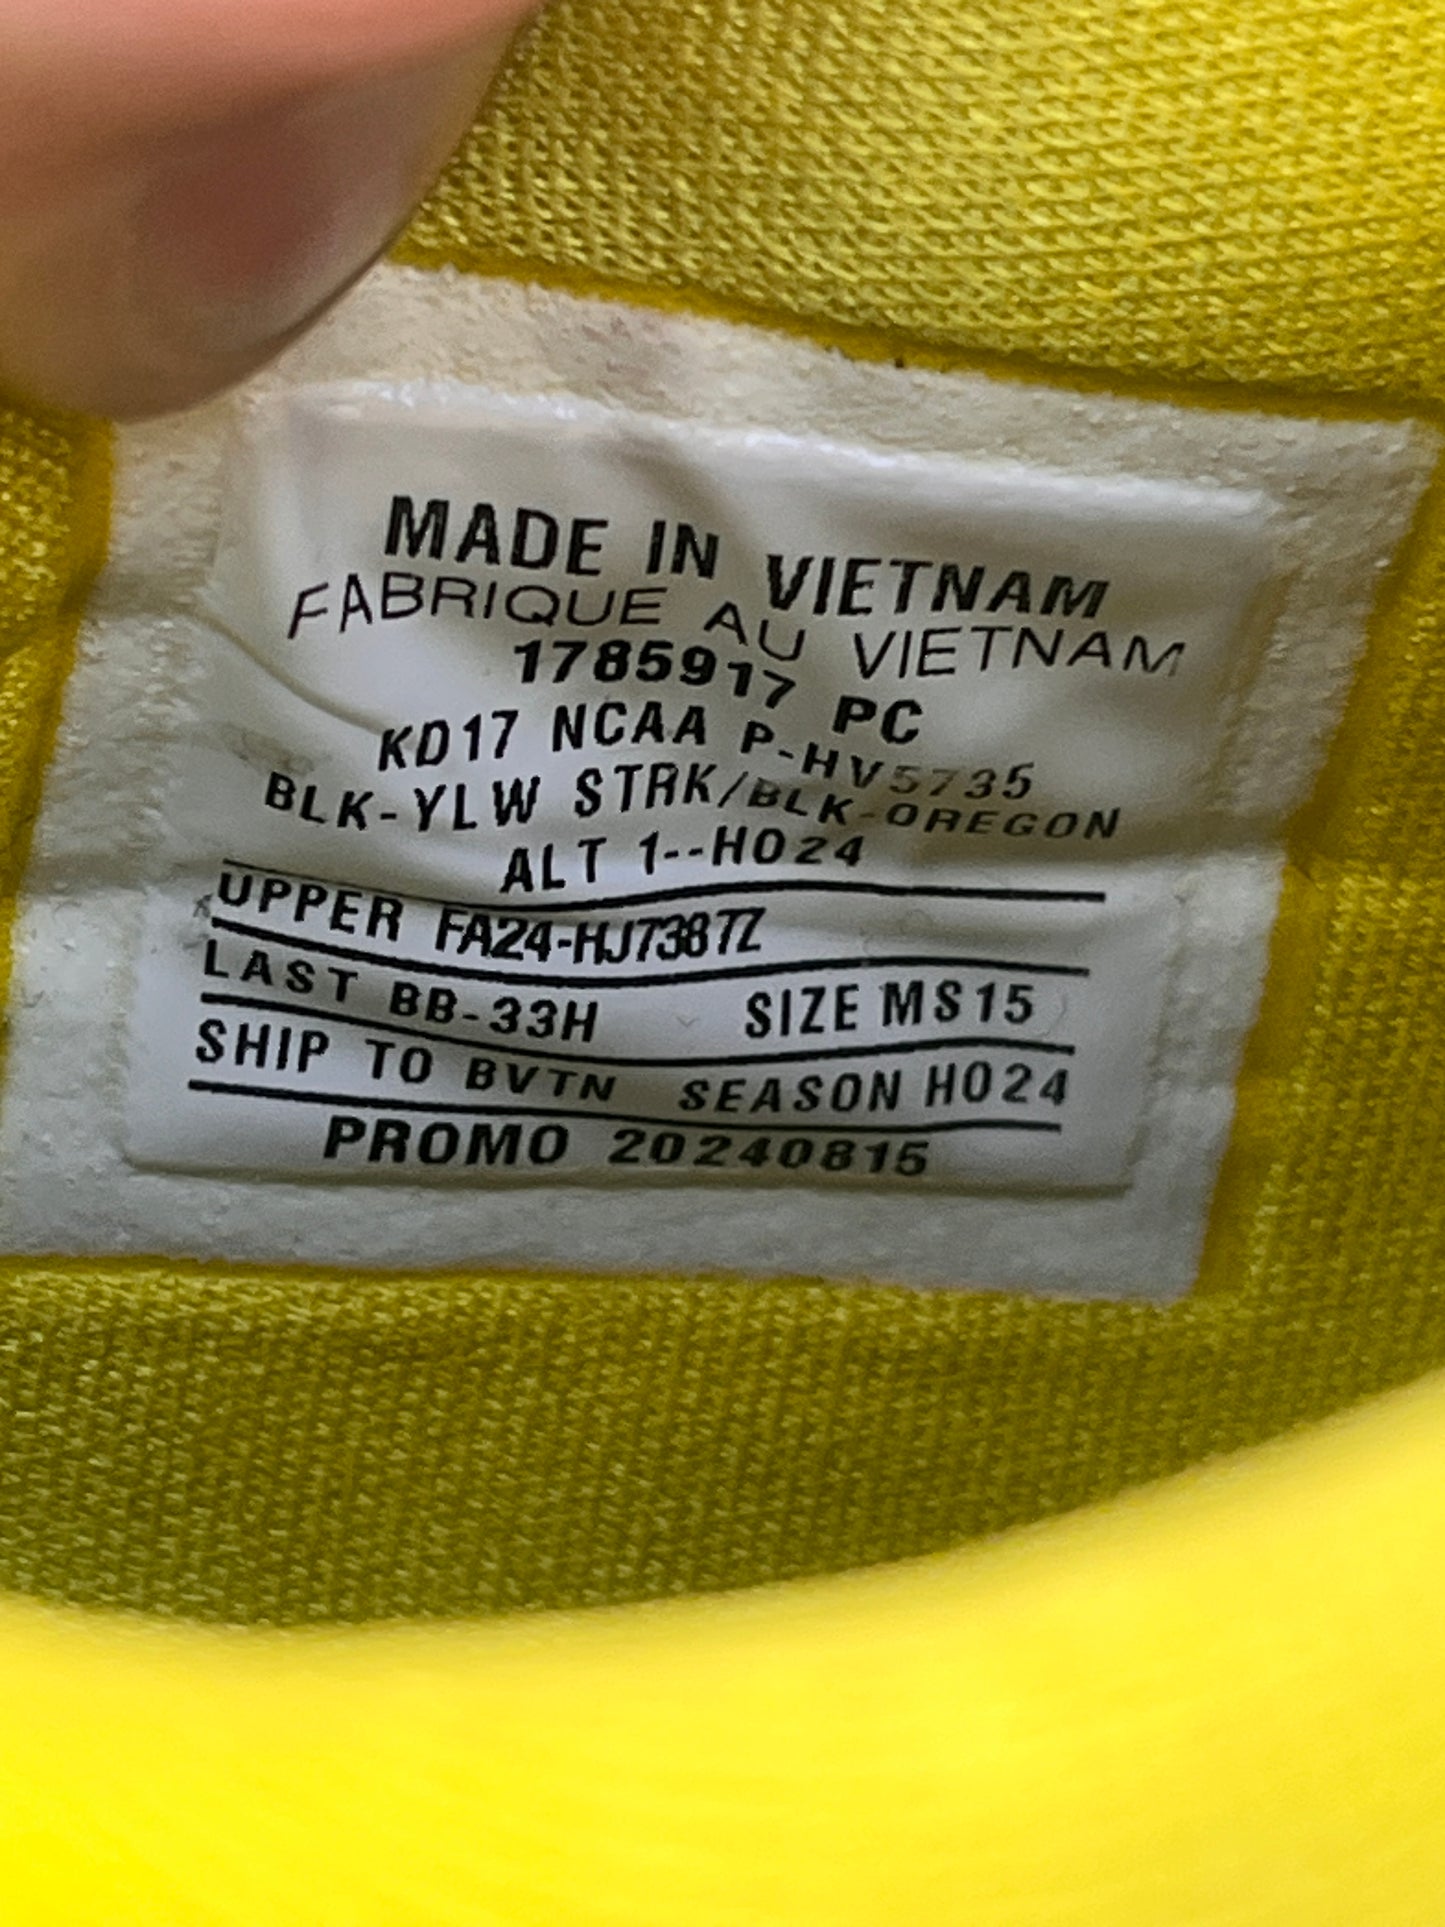 MADE IN VIETNAM
FABRIQUE AU VIETNAM
1785917 PC
KD17 NCAA P-HV5735
BLK-YLW STRK/BLK-OREGON
ALT 1--HO24
UPPER FA24-HJ7387Z
LAST BB-33H SIZE MS15
SHIP TO BVTN SEASON HO24
PROMO 20240815